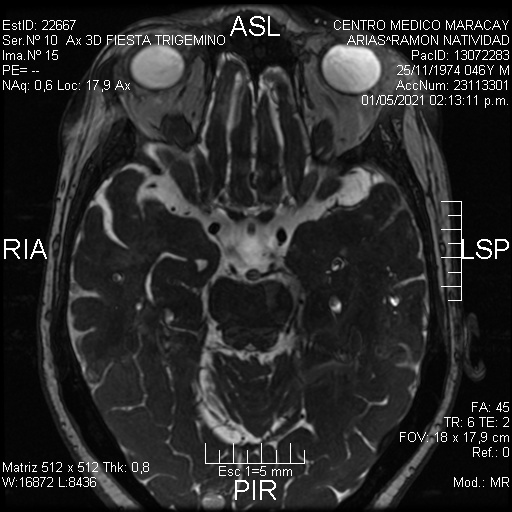 EstID: 22667
Ser.Nº 10 Ax 3D FIESTA TRIGEMINO
Ima.Nº 15
PE= --
NAq: 0,6 Loc: 17,9 Ax
ASL
CENTRO MEDICO MARACAY
ARIAS^RAMON NATIVIDAD
PacID: 13072283
25/11/1974 046Y M
AccNum: 23113301
01/05/2021 02:13:11 p.m.
RIA
LSP
Matriz 512 x 512 Thk: 0,8
W:16872 L:8436
Esc 1=5 mm
PIR
FA: 45
TR: 6 TE: 2
FOV: 18 x 17,9 cm
Ref.: 0
Mod.: MR